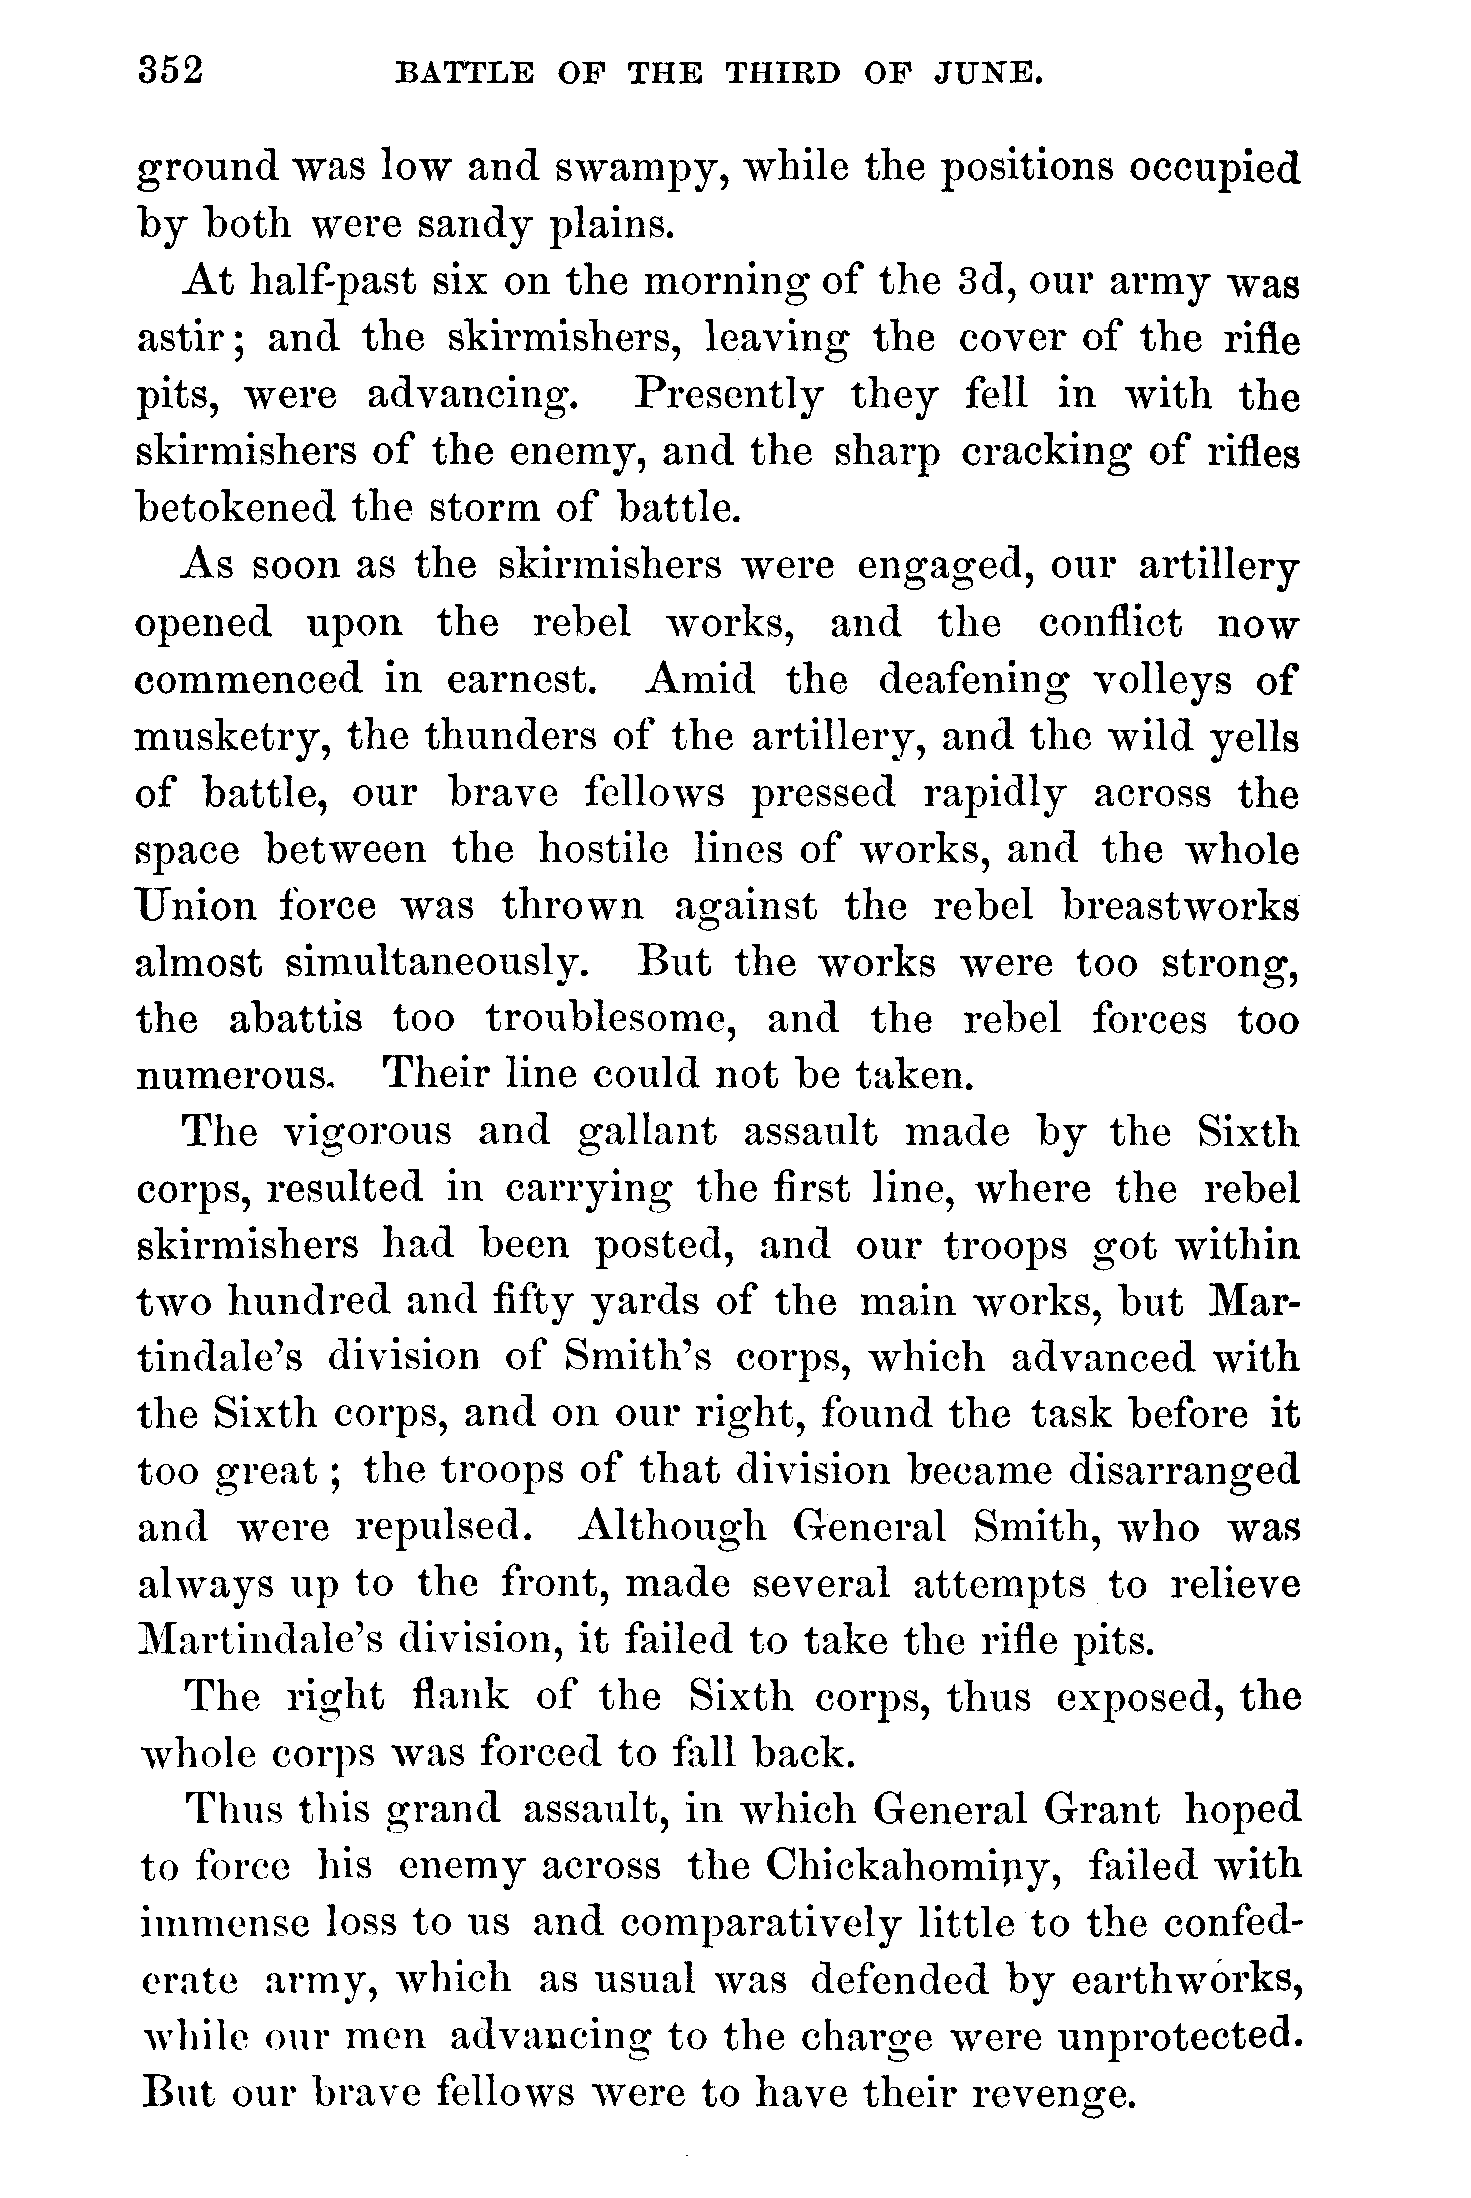 352 BATTLE OF THE THIRD OF JUNE.
ground was low and swampy, while the positions occupied
by both were sandy plains.
At half-past six on the morning of the 3d, our army was
astir; and the skirmishers, leaving the cover of the rifle
pits, were advancing. Presently they fell in with the
skirmishers of the enemy, and the sharp cracking of rifles
betokened the storm of battle.
As soon as the skirmishers were engaged, our artillery
opened upon the rebel works, and the conflict now
commenced in earnest. Amid the deafening volleys of
musketry, the thunders of the artillery, and the wild yells
of battle, our brave fellows pressed rapidly across the
space between the hostile lines of works, and the whole
Union force was thrown against the rebel breastworks
almost simultaneously. But the works were too strong,
the abattis too troublesome, and the rebel forces too
numerous. Their line could not be taken.
The vigorous and gallant assault made by the Sixth
corps, resulted in carrying the first line, where the rebel
skirmishers had been posted, and our troops got within
two hundred and fifty yards of the main works, but Mar-
tindale's division of Smith's corps, which advanced with
the Sixth corps, and on our right, found the task before it
too great; the troops of that division became disarranged
and were repulsed. Although General Smith, who was
always up to the front, made several attempts to relieve
Martindale's division, it failed to take the rifle pits.
The right flank of the Sixth corps, thus exposed, the
whole corps was forced to fall back.
Thus this grand assault, in which General Grant hoped
to force his enemy across the Chickahominy, failed with
immense loss to us and comparatively little to the confed-
erate army, which as usual was defended by earthworks,
while our men advancing to the charge were unprotected.
But our brave fellows were to have their revenge.